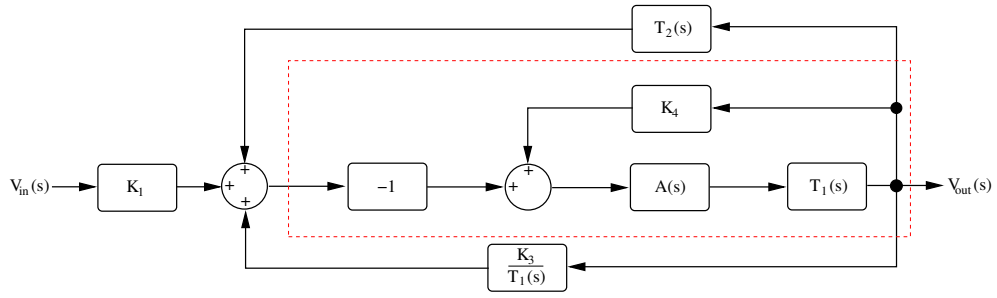 T₂(s)
K₄
+
+
V_in(s)
K₁
+
+
−1
+
A(s)
T₁(s)
V_out(s)
K₃
T₁(s)